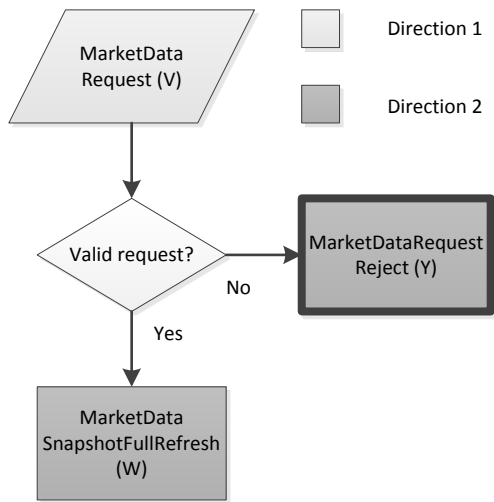 MarketData
Request (V)
Direction 1
Direction 2
Valid request?
MarketDataRequest
Reject (Y)
No
Yes
MarketData
SnapshotFullRefresh
(W)